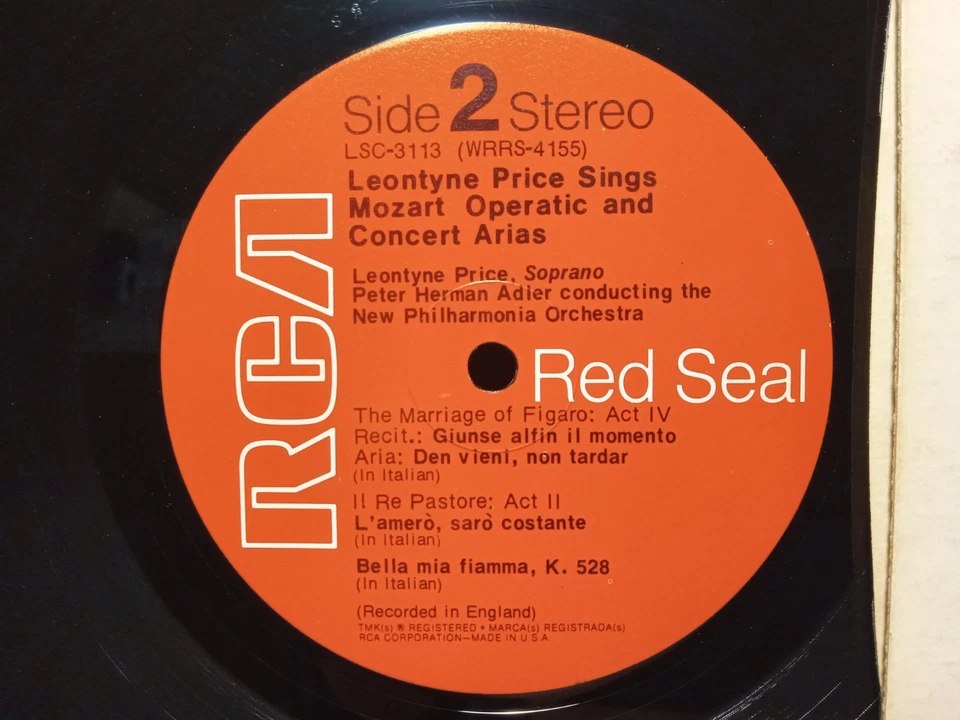 Side 2 Stereo
LSC-3113 (WRRS-4155)
Leontyne Price Sings
Mozart Operatic and
Concert Arias
Leontyne Price, Soprano
Peter Herman Adler conducting the
New Philharmonia Orchestra
RCA
Red Seal
The Marriage of Figaro: Act IV
Recit.: Giunse alfin il momento
Aria: Den vieni, non tardar
(In Italian)
Il Re Pastore: Act II
L'amerò, sarò costante
(In Italian)
Bella mia fiamma, K. 528
(In Italian)
(Recorded in England)
TMK(s) ® REGISTERED • MARCA(s) REGISTRADA(s)
RCA CORPORATION—MADE IN U.S.A.